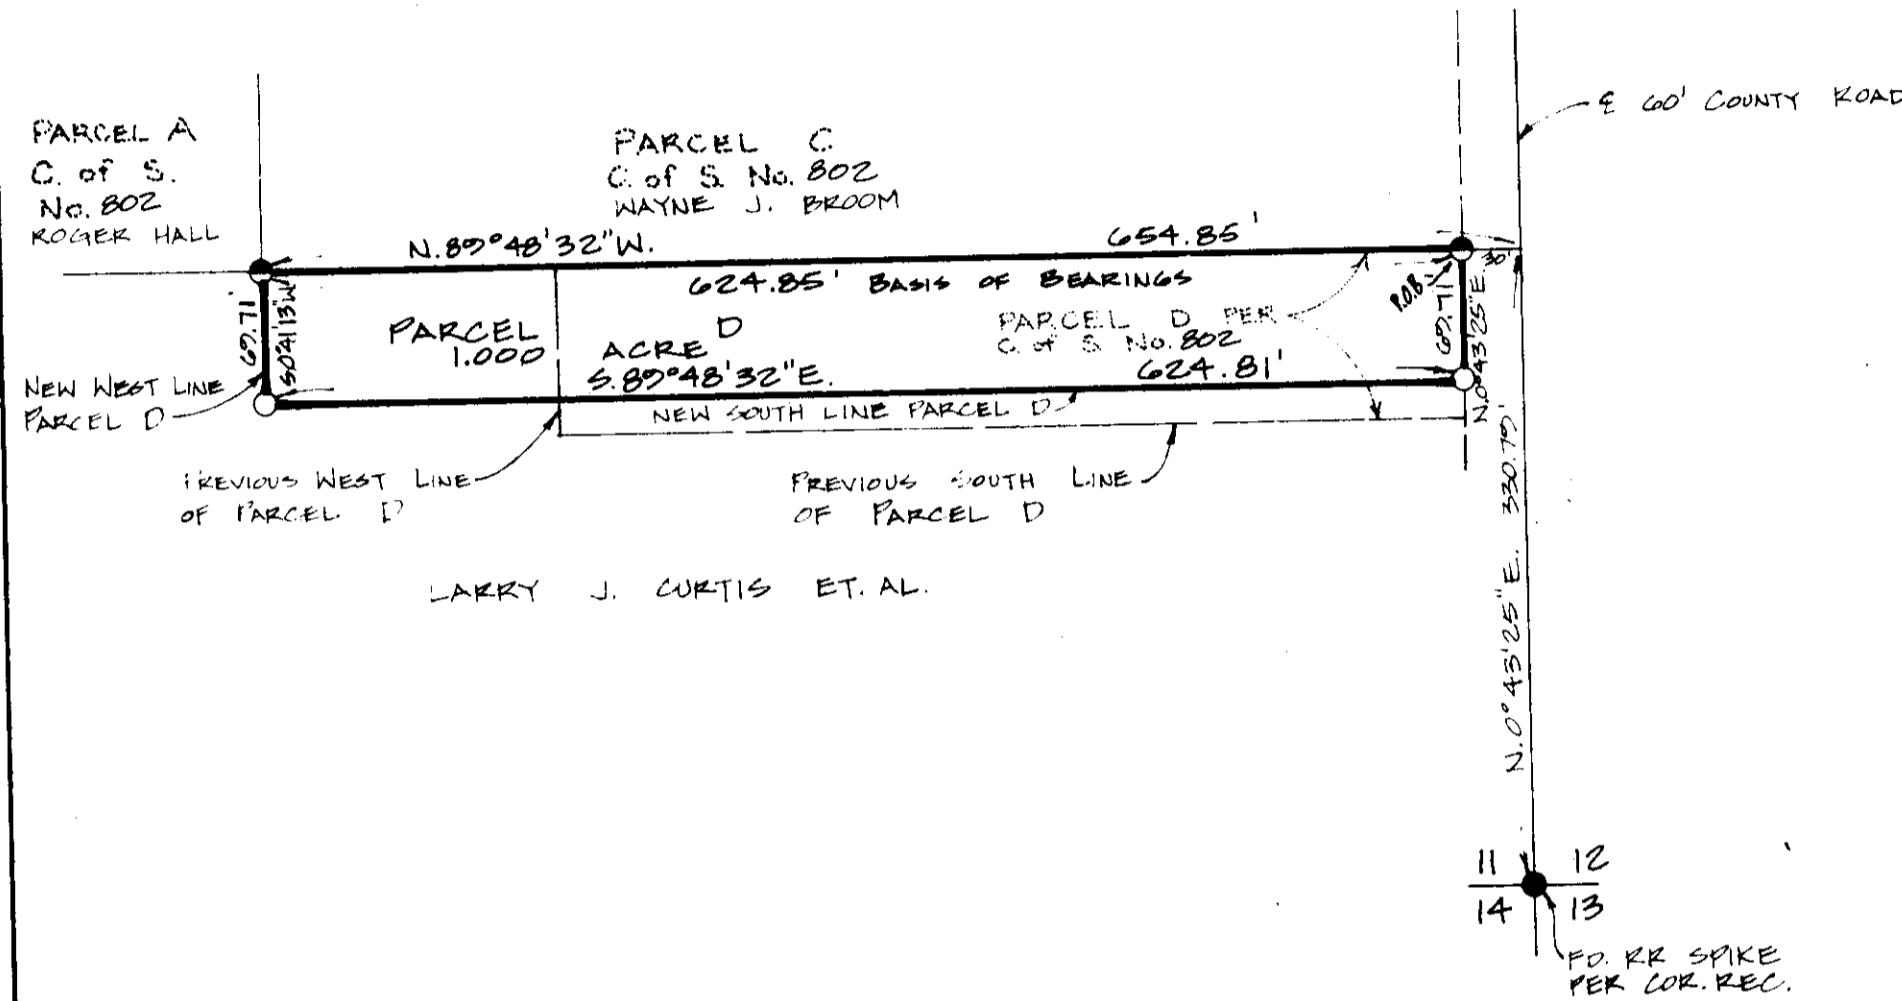 PARCEL A
C. of S.
No. 802
ROGER HALL
PARCEL C.
C. of S. No. 802
WAYNE J. BROOM
℄ 60' COUNTY ROAD
N.89°48'32"W. 654.85'
624.85' BASIS OF BEARINGS
30'
P.O.B.
69.71'
S.0°41'13"W.
PARCEL D
1.000 ACRE
PARCEL D PER
C. of S. No. 802
69.71'
N.0°43'25"E.
S.89°48'32"E. 624.81'
NEW WEST LINE
PARCEL D
NEW SOUTH LINE PARCEL D
PREVIOUS WEST LINE
OF PARCEL D
PREVIOUS SOUTH LINE
OF PARCEL D
LARRY J. CURTIS ET. AL.
N.0°43'25"E. 330.79'
11 12
14 13
FD. RR SPIKE
PER COR. REC.